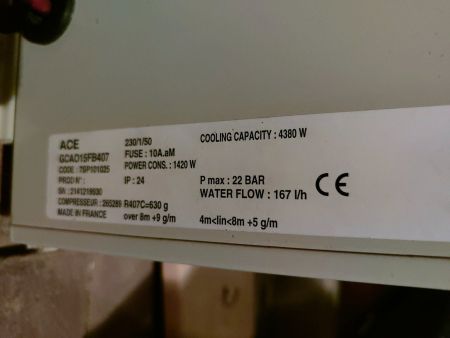 ACE 230/1/50 COOLING CAPACITY : 4380 W
GCAO15FB407 FUSE : 10A.aM
CODE : 7SP101025 POWER CONS. : 1420 W
PROD N° : IP : 24 P max : 22 BAR
SN : 2141219930 WATER FLOW : 167 l/h CE
COMPRESSEUR : 265289 R407C=630 g
MADE IN FRANCE over 8m +9 g/m 4m<lin<8m +5 g/m